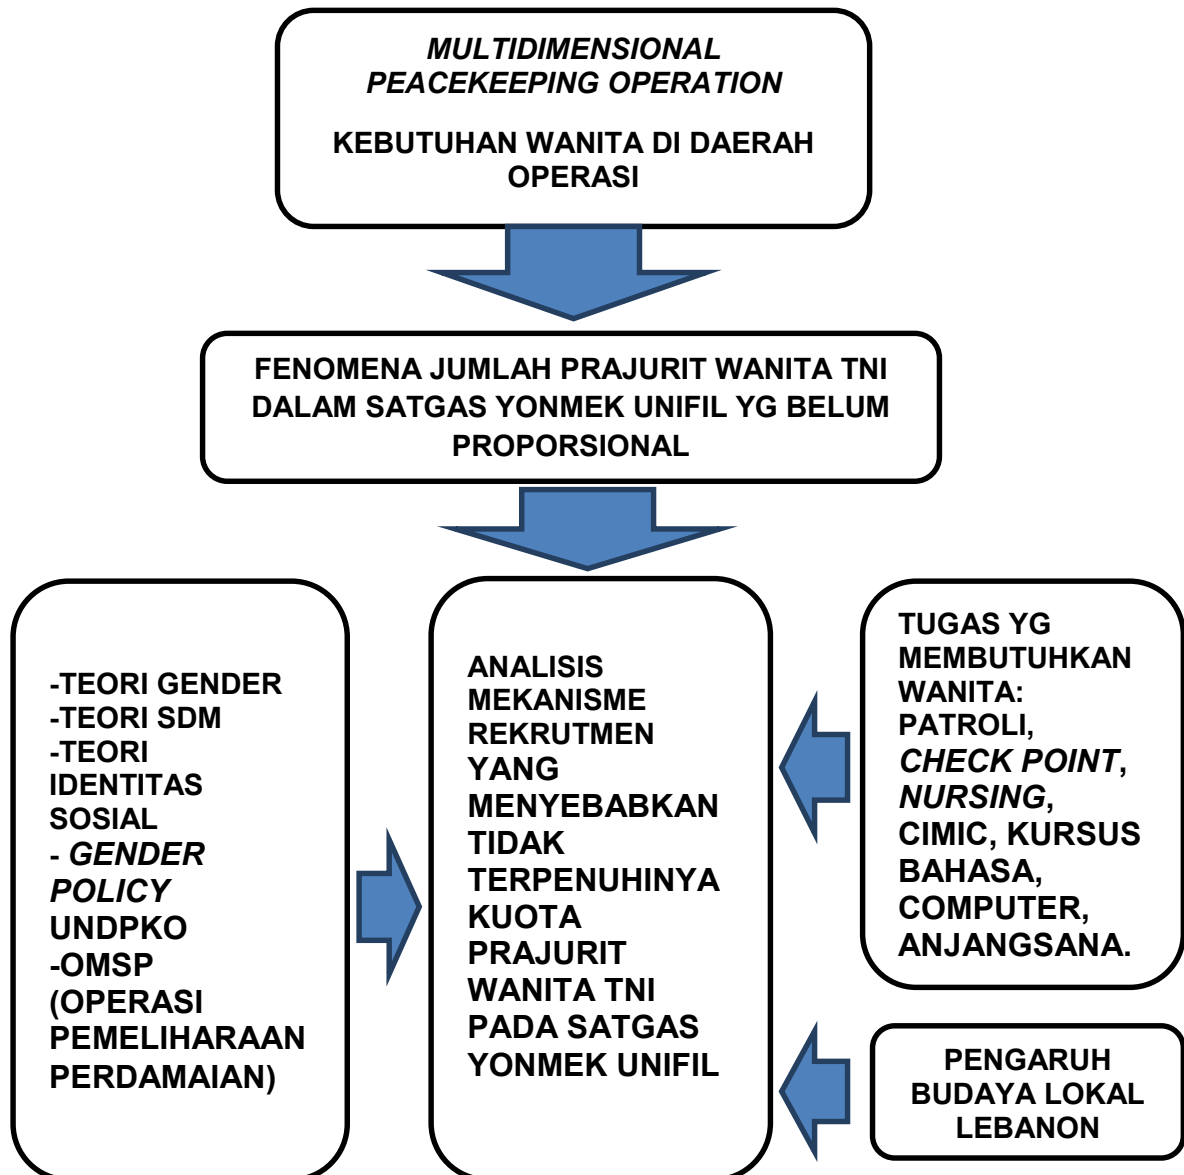 MULTIDIMENSIONAL
PEACEKEEPING OPERATION
KEBUTUHAN WANITA DI DAERAH
OPERASI
FENOMENA JUMLAH PRAJURIT WANITA TNI
DALAM SATGAS YONMEK UNIFIL YG BELUM
PROPORSIONAL
-TEORI GENDER
-TEORI SDM
-TEORI
IDENTITAS
SOSIAL
- GENDER
POLICY
UNDPKO
-OMSP
(OPERASI
PEMELIHARAAN
PERDAMAIAN)
ANALISIS
MEKANISME
REKRUTMEN
YANG
MENYEBABKAN
TIDAK
TERPENUHINYA
KUOTA
PRAJURIT
WANITA TNI
PADA SATGAS
YONMEK UNIFIL
TUGAS YG
MEMBUTUHKAN
WANITA:
PATROLI,
CHECK POINT,
NURSING,
CIMIC, KURSUS
BAHASA,
COMPUTER,
ANJANGSANA.
PENGARUH
BUDAYA LOKAL
LEBANON